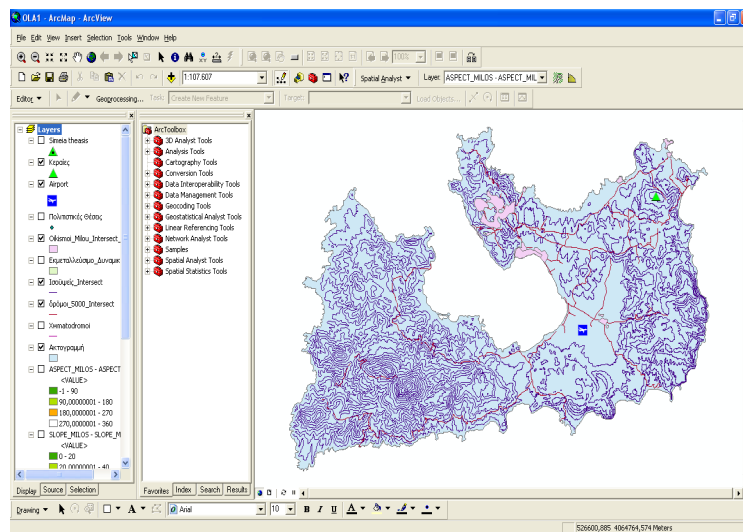 OLA1 - ArcMap - ArcView
File Edit View Insert Selection Tools Window Help
100%
1:107.607
Spatial Analyst Layer: ASPECT_MILOS - ASPECT_MIL
Editor Geoprocessing... Task: Create New Feature Target: Load Objects...
Layers
Simeia theasis
Κεραίες
Airport
Πολιτιστικές Θέσεις
Oikismoi_Milou_Intersect_
Εκμεταλλεύσιμο_Δυναμικ
Ισοϋψείς_Intersect
δρόμοι_5000_Intersect
Χωματοδρομοι
Ακτογραμμή
ASPECT_MILOS - ASPECT
<VALUE>
-1 - 90
90,00000001 - 180
180,0000001 - 270
270,0000001 - 360
SLOPE_MILOS - SLOPE_M
<VALUE>
0 - 20
20,00000001 - 40
Display Source Selection
ArcToolbox
3D Analyst Tools
Analysis Tools
Cartography Tools
Conversion Tools
Data Interoperability Tools
Data Management Tools
Geocoding Tools
Geostatistical Analyst Tools
Linear Referencing Tools
Network Analyst Tools
Samples
Spatial Analyst Tools
Spatial Statistics Tools
Favorites Index Search Results
Drawing A Arial 10 B I U A
526600,885 4064764,574 Meters